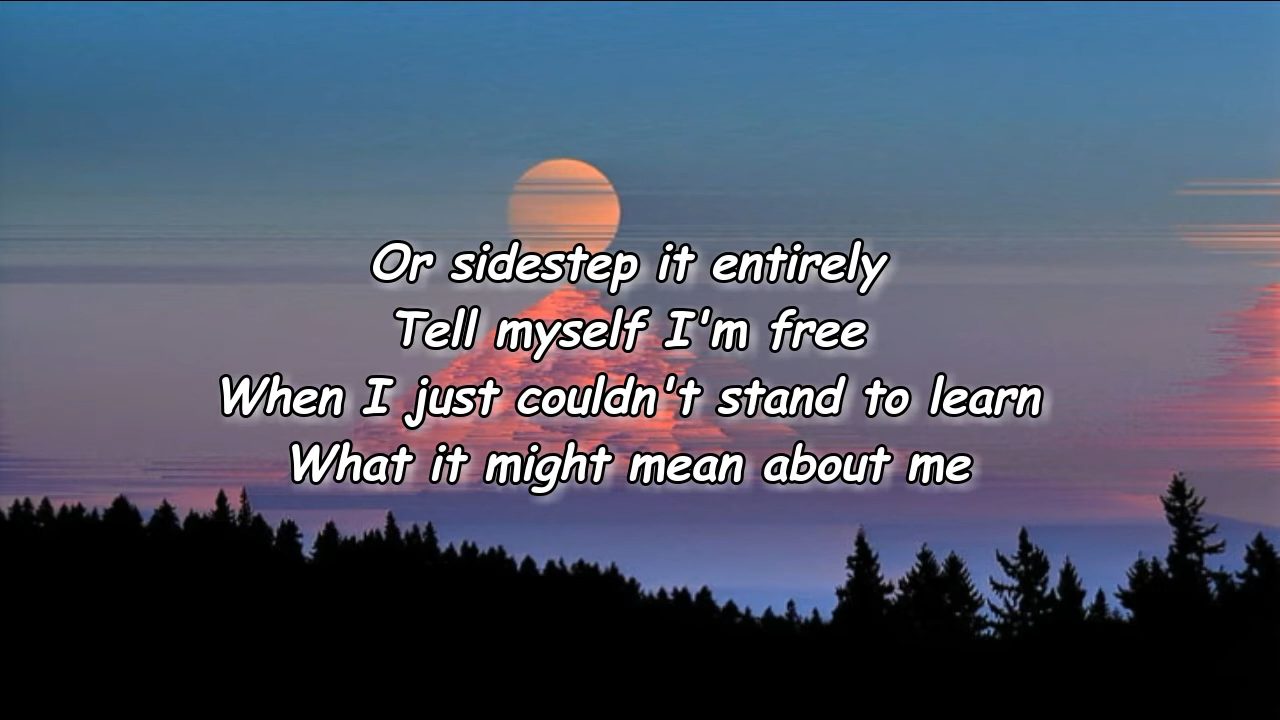 Or sidestep it entirely
Tell myself I'm free
When I just couldn't stand to learn
What it might mean about me